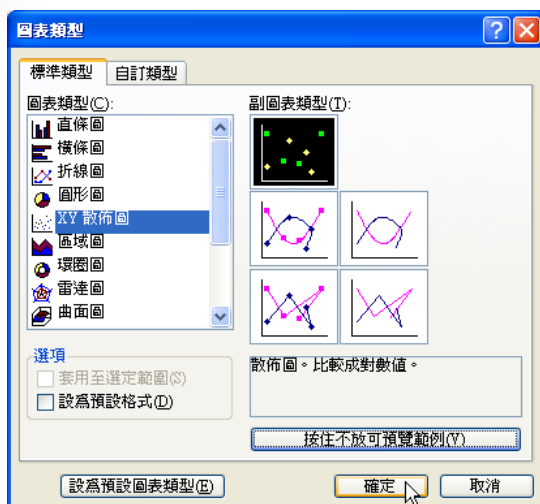 圖表類型
標準類型 自訂類型
圖表類型(C): 副圖表類型(T):
直條圖
橫條圖
折線圖
圓形圖
XY 散佈圖
區域圖
環圈圖
雷達圖
曲面圖
選項
套用至選定範圍(S)
設為預設格式(D)
散佈圖。比較成對數值。
按住不放可預覽範例(V)
設為預設圖表類型(E) 確定 取消